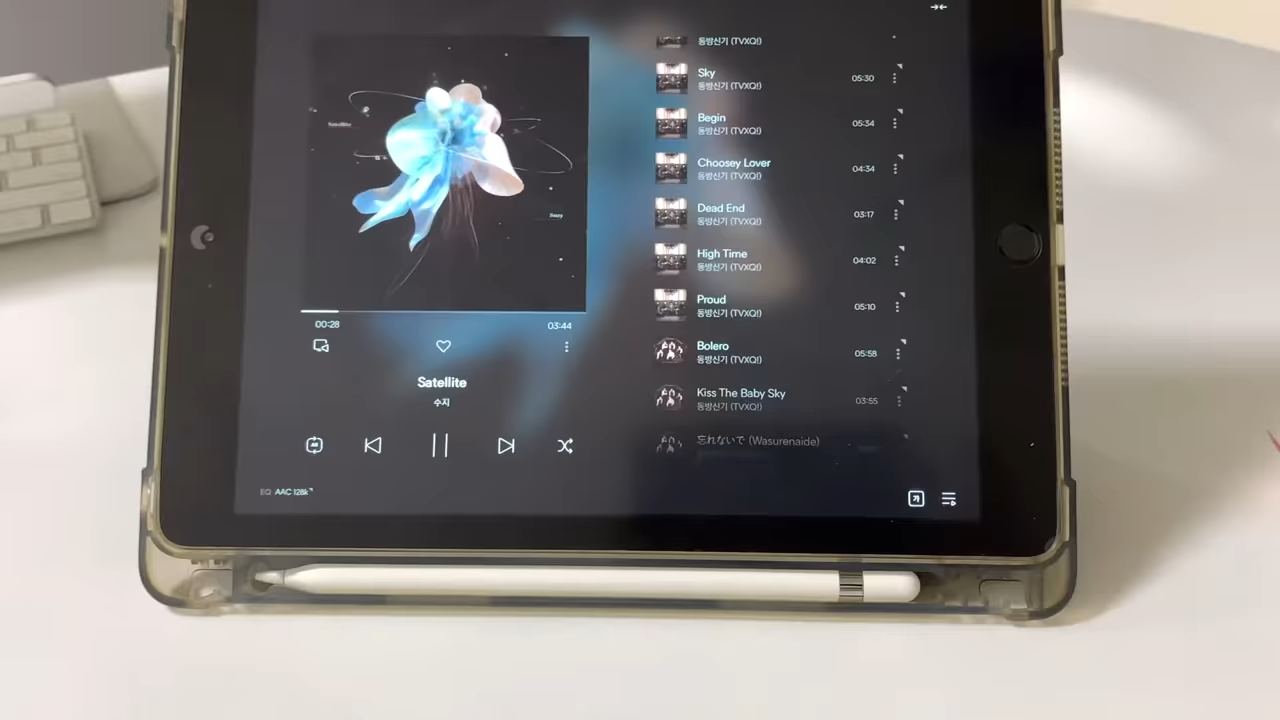 Satellite
Suzy
00:28
03:44
Satellite
수지
EQ AAC 128k
동방신기 (TVXQ!)
Sky
동방신기 (TVXQ!)
05:30
Begin
동방신기 (TVXQ!)
05:34
Choosey Lover
동방신기 (TVXQ!)
04:34
Dead End
동방신기 (TVXQ!)
03:17
High Time
동방신기 (TVXQ!)
04:02
Proud
동방신기 (TVXQ!)
05:10
Bolero
동방신기 (TVXQ!)
05:58
Kiss The Baby Sky
동방신기 (TVXQ!)
03:55
忘れないで (Wasurenaide)